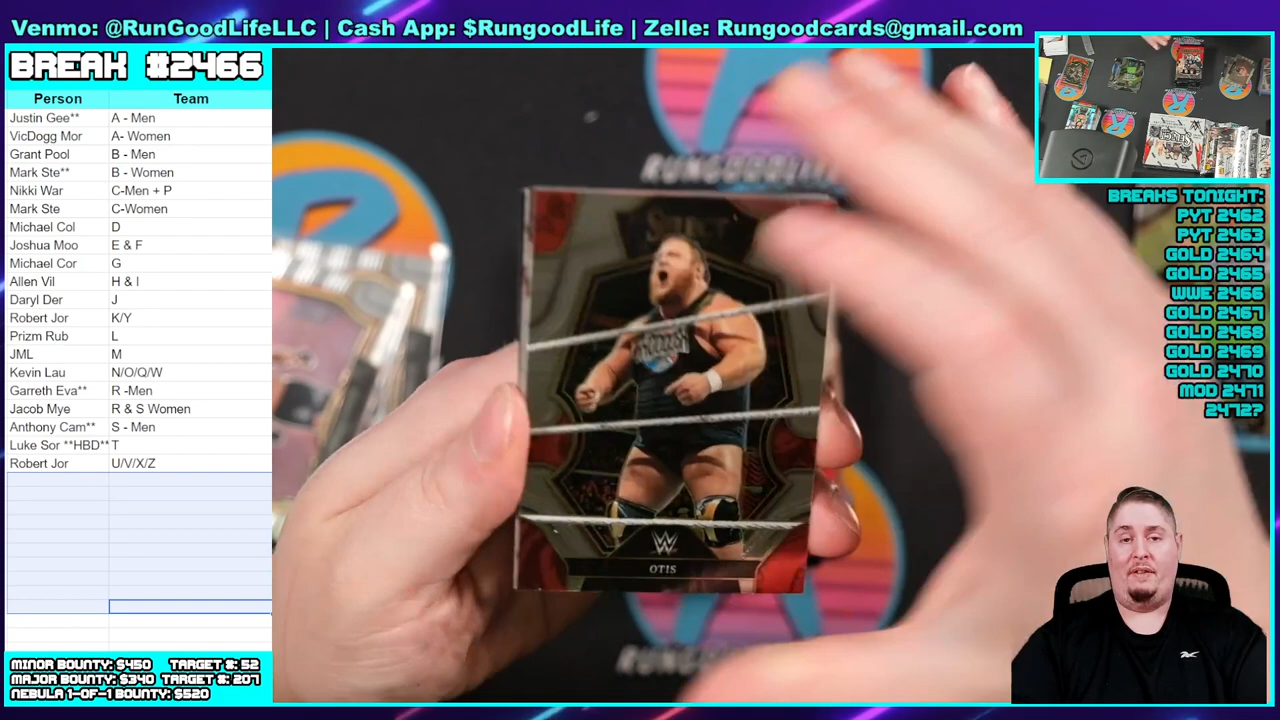 Venmo: @RunGoodLifeLLC | Cash App: $RungoodLife | Zelle: Rungoodcards@gmail.com
BREAK #2466
Person Team
Justin Gee** A - Men
VicDogg Mor A- Women
Grant Pool B - Men
Mark Ste** B - Women
Nikki War C-Men + P
Mark Ste C-Women
Michael Col D
Joshua Moo E & F
Michael Cor G
Allen Vil H & I
Daryl Der J
Robert Jor K/Y
Prizm Rub L
JML M
Kevin Lau N/O/Q/W
Garreth Eva** R -Men
Jacob Mye R & S Women
Anthony Cam** S - Men
Luke Sor **HBD** T
Robert Jor U/V/X/Z
MINOR BOUNTY: $450 TARGET #: 52
MAJOR BOUNTY: $340 TARGET #: 207
NEBULA 1-OF-1 BOUNTY: $520
RUNGOODLIFE
SELECT
W
OTIS
BREAKS TONIGHT:
PYT 2462
PYT 2463
GOLD 2464
GOLD 2465
WWE 2466
GOLD 2467
GOLD 2468
GOLD 2469
GOLD 2470
MOD 2471
2472?